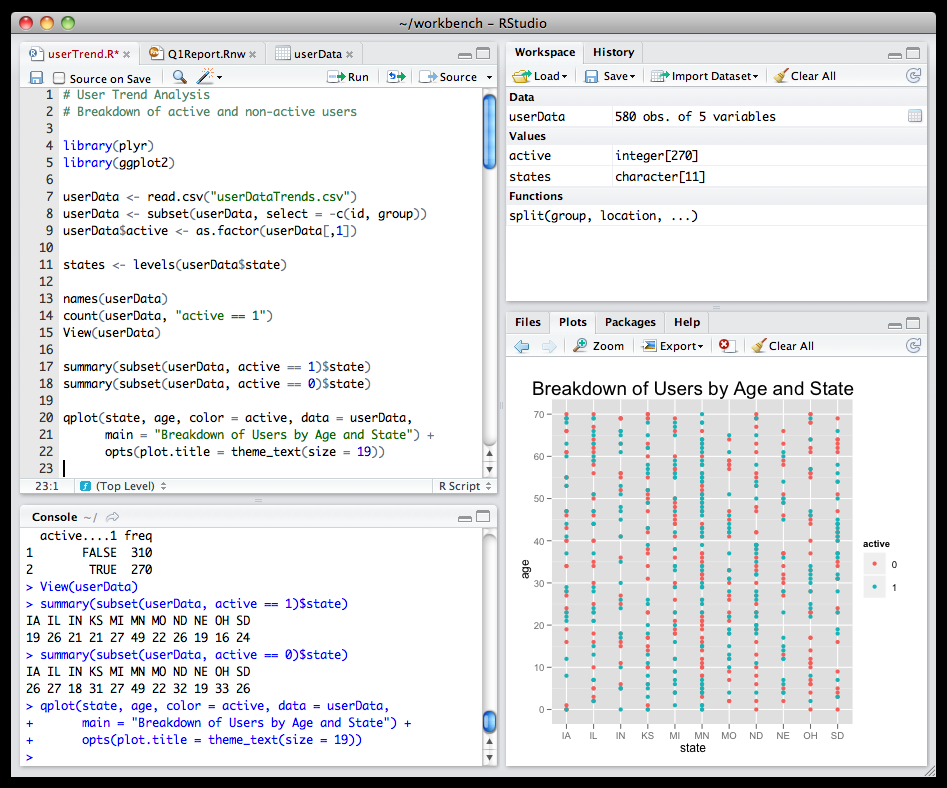 ~/workbench – RStudio
userTrend.R* Q1Report.Rnw userData
Source on Save Run Source
1 # User Trend Analysis
2 # Breakdown of active and non-active users
3
4 library(plyr)
5 library(ggplot2)
6
7 userData <- read.csv("userDataTrends.csv")
8 userData <- subset(userData, select = -c(id, group))
9 userData$active <- as.factor(userData[,1])
10
11 states <- levels(userData$state)
12
13 names(userData)
14 count(userData, "active == 1")
15 View(userData)
16
17 summary(subset(userData, active == 1)$state)
18 summary(subset(userData, active == 0)$state)
19
20 qplot(state, age, color = active, data = userData,
21 main = "Breakdown of Users by Age and State") +
22 opts(plot.title = theme_text(size = 19))
23
23:1 (Top Level) R Script
Console ~/
active....1 freq
1 FALSE 310
2 TRUE 270
> View(userData)
> summary(subset(userData, active == 1)$state)
IA IL IN KS MI MN MO ND NE OH SD
19 26 21 21 27 49 22 26 19 16 24
> summary(subset(userData, active == 0)$state)
IA IL IN KS MI MN MO ND NE OH SD
26 27 18 31 27 49 22 32 19 33 26
> qplot(state, age, color = active, data = userData,
+ main = "Breakdown of Users by Age and State") +
+ opts(plot.title = theme_text(size = 19))
>
Workspace History
Load Save Import Dataset Clear All
Data
userData 580 obs. of 5 variables
Values
active integer[270]
states character[11]
Functions
split(group, location, ...)
Files Plots Packages Help
Zoom Export Clear All
Breakdown of Users by Age and State
70
60
50
40
30
20
10
0
age
IA IL IN KS MI MN MO ND NE OH SD
state
active
0
1